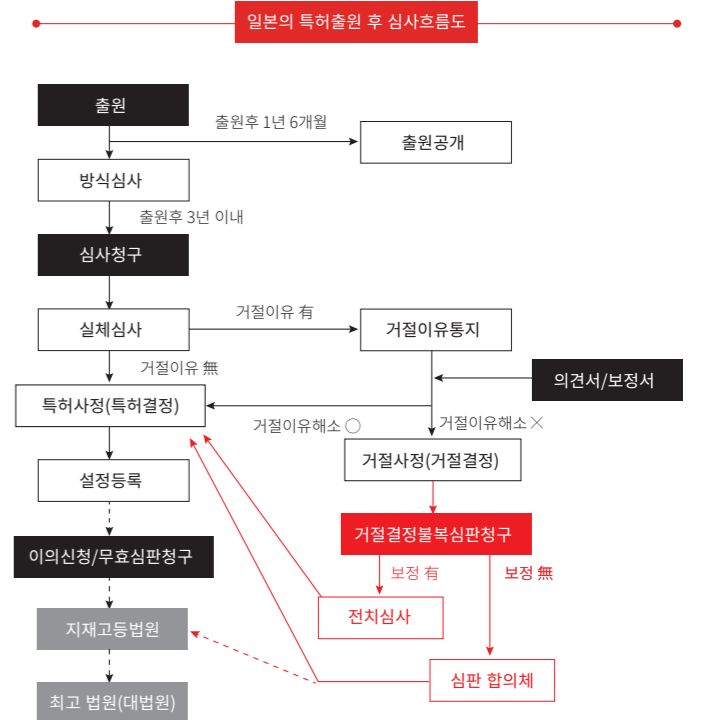 일본의 특허출원 후 심사흐름도
출원
출원후 1년 6개월
출원공개
방식심사
출원후 3년 이내
심사청구
실체심사
거절이유 有
거절이유통지
거절이유 無
의견서/보정서
특허사정(특허결정)
거절이유해소 ○
거절이유해소 ×
설정등록
거절사정(거절결정)
거절결정불복심판청구
이의신청/무효심판청구
보정 有
보정 無
전치심사
지재고등법원
심판 합의체
최고 법원(대법원)